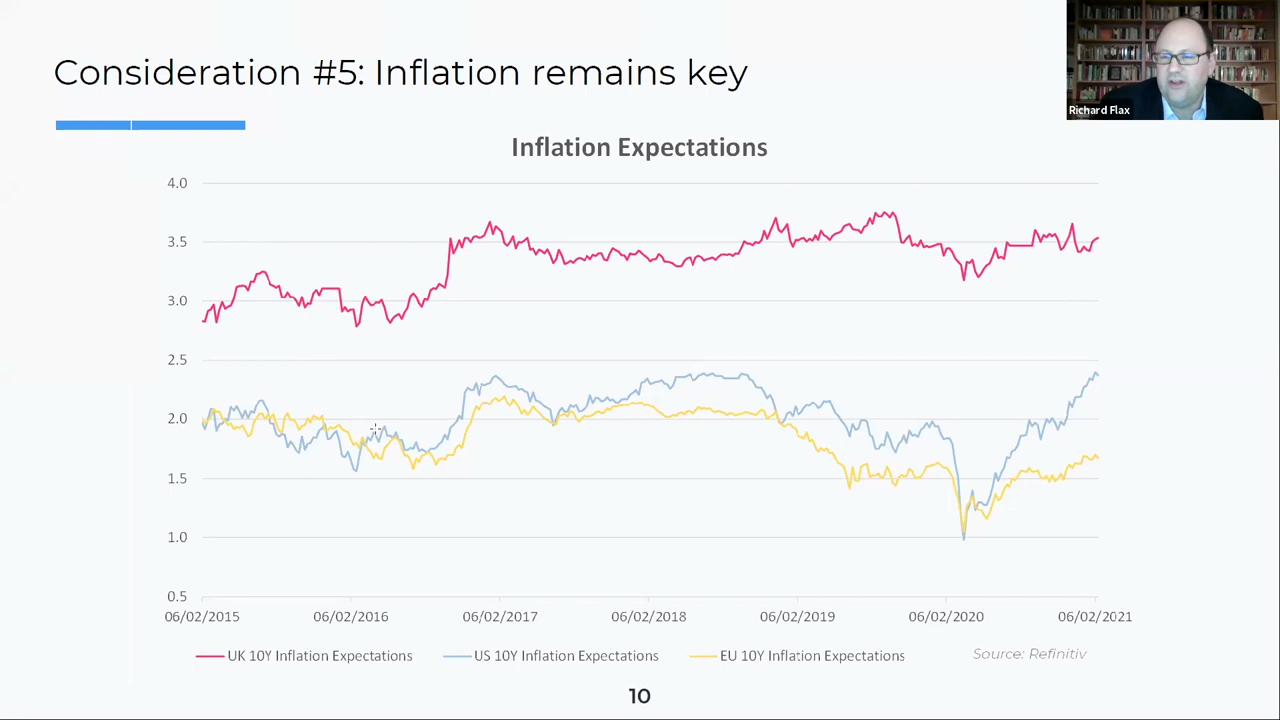 Consideration #5: Inflation remains key
Richard Flax
Inflation Expectations
4.0
3.5
3.0
2.5
2.0
1.5
1.0
0.5
06/02/2015 06/02/2016 06/02/2017 06/02/2018 06/02/2019 06/02/2020 06/02/2021
UK 10Y Inflation Expectations US 10Y Inflation Expectations EU 10Y Inflation Expectations Source: Refinitiv
10